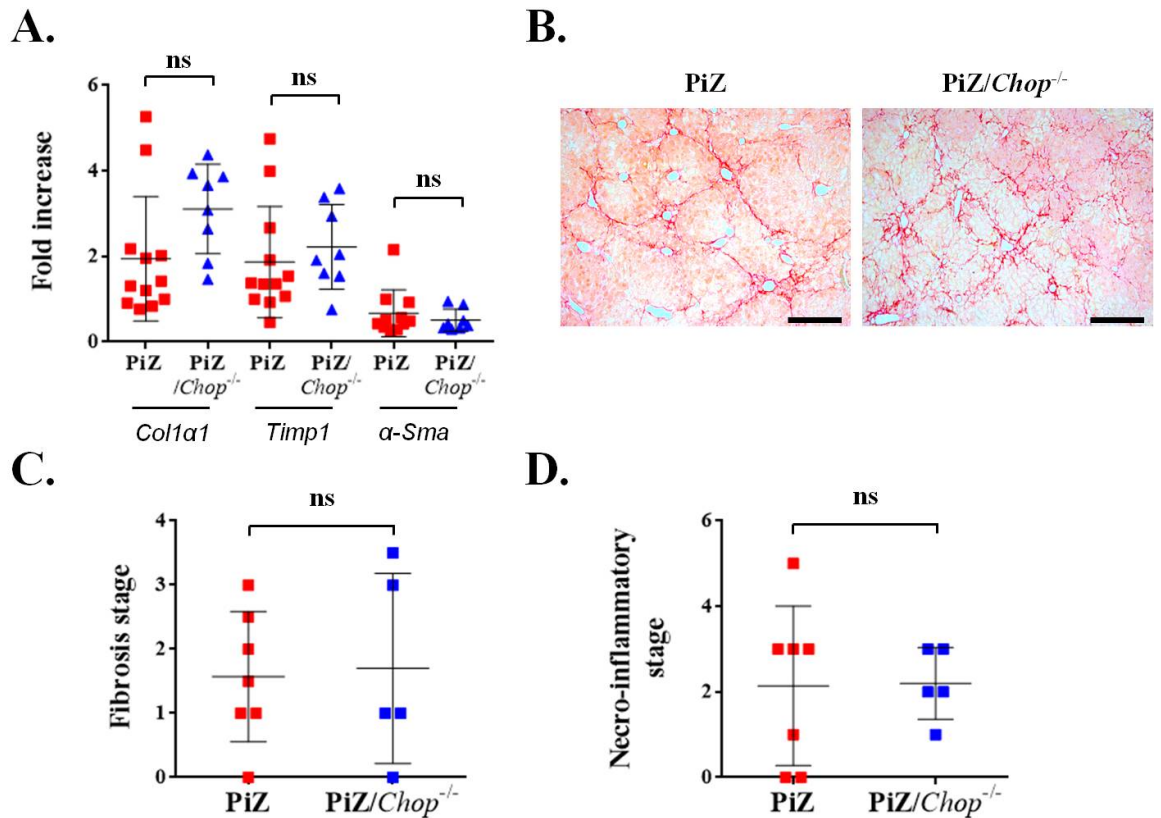 A.
ns
ns
ns
Fold increase
6
4
2
0
PiZ
PiZ
/Chop⁻/⁻
PiZ
PiZ/
Chop⁻/⁻
PiZ
PiZ/
Chop⁻/⁻
Col1α1
Timp1
α-Sma
B.
PiZ
PiZ/Chop⁻/⁻
C.
ns
Fibrosis stage
4
3
2
1
0
PiZ
PiZ/Chop⁻/⁻
D.
ns
Necro-inflammatory
stage
6
4
2
0
PiZ
PiZ/Chop⁻/⁻